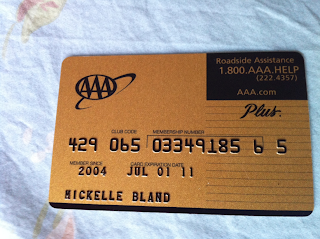 Roadside Assistance
1.800.AAA.HELP
(222.4357)
AAA.com
AAA
Plus.
CLUB CODE MEMBERSHIP NUMBER
429 065 03349185 6 5
MEMBER SINCE CARD EXPIRATION DATE
2004 JUL 01 11
MICKELLE BLAND